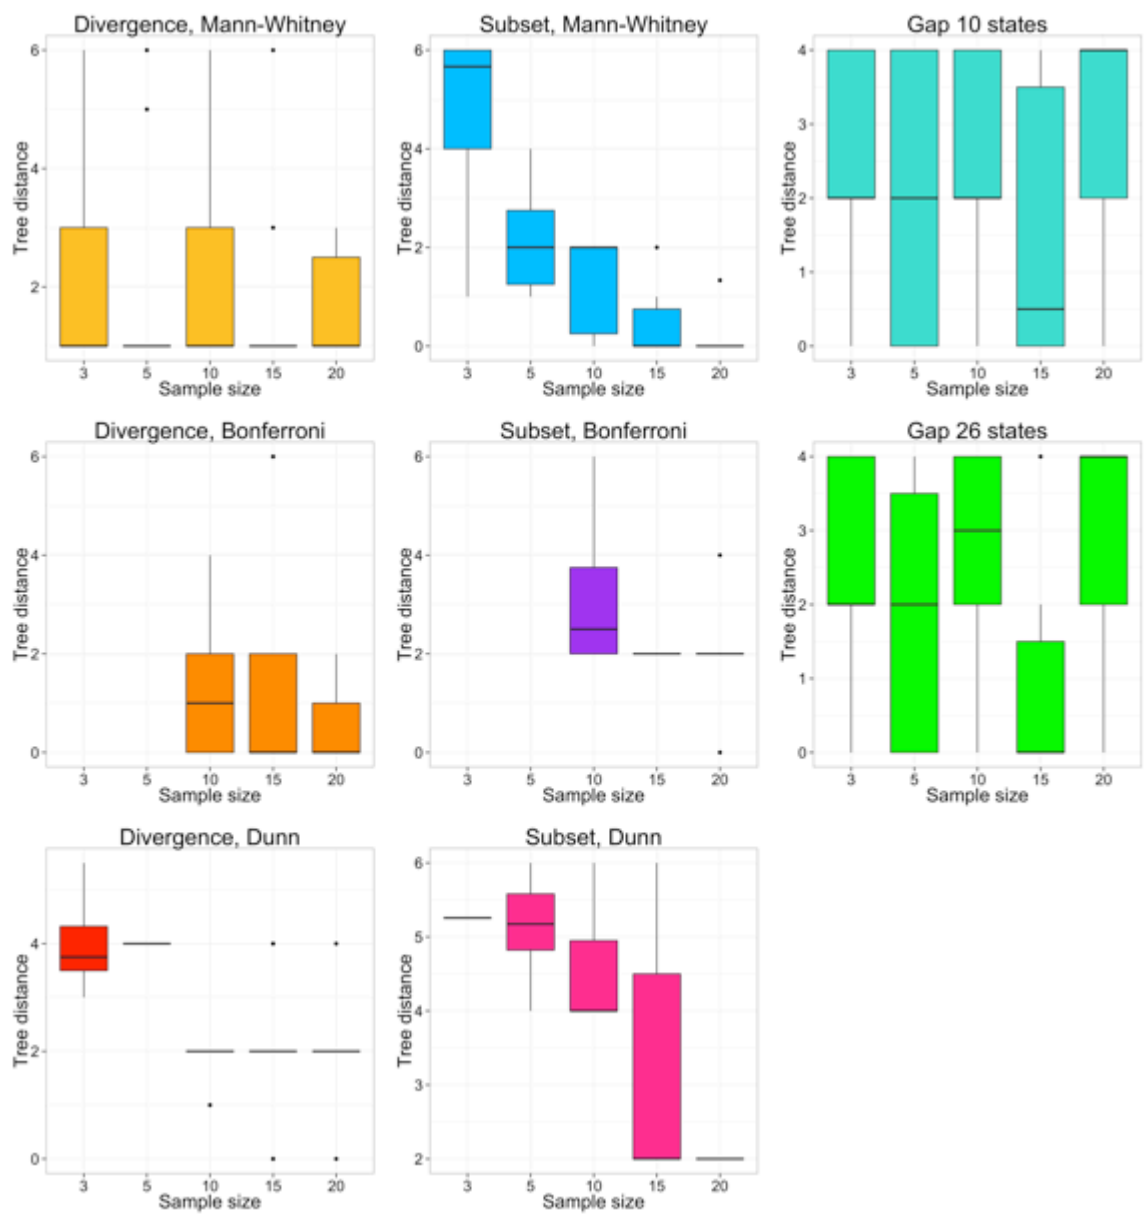 Divergence, Mann-Whitney
Tree distance
6
4
2
3 5 10 15 20
Sample size
Subset, Mann-Whitney
Tree distance
6
4
2
0
3 5 10 15 20
Sample size
Gap 10 states
Tree distance
4
3
2
1
0
3 5 10 15 20
Sample size
Divergence, Bonferroni
Tree distance
6
4
2
0
3 5 10 15 20
Sample size
Subset, Bonferroni
Tree distance
6
4
2
0
3 5 10 15 20
Sample size
Gap 26 states
Tree distance
4
3
2
1
0
3 5 10 15 20
Sample size
Divergence, Dunn
Tree distance
4
2
0
3 5 10 15 20
Sample size
Subset, Dunn
Tree distance
6
5
4
3
2
3 5 10 15 20
Sample size